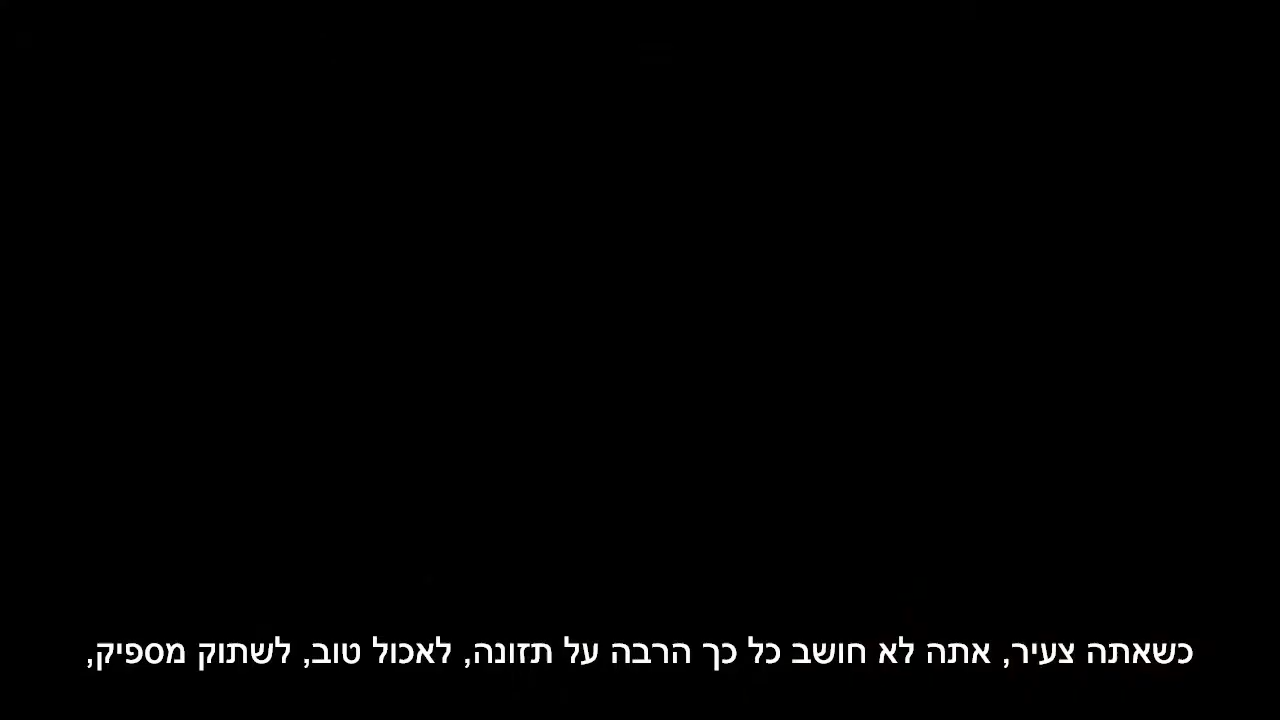 כשאתה צעיר, אתה לא חושב כל כך הרבה על תזונה, לאכול טוב, לשתוק מספיק,